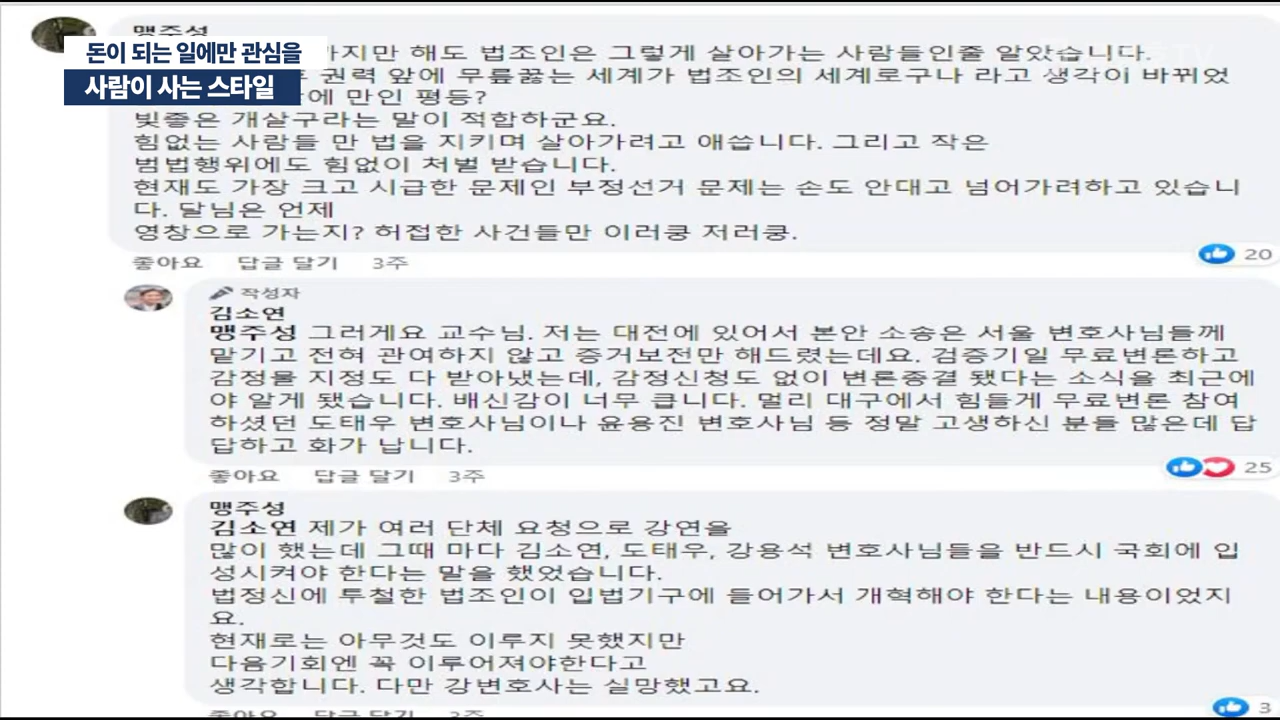 맹주성
돈이 되는 일에만 관심을
사람이 사는 스타일
까지만 해도 법조인은 그렇게 살아가는 사람들인줄 알았습니다.
권력 앞에 무릎꿇는 세계가 법조인의 세계로구나 라고 생각이 바뀌었
에 만인 평등?
빛좋은 개살구라는 말이 적합하군요.
힘없는 사람들 만 법을 지키며 살아가려고 애씁니다. 그리고 작은
범법행위에도 힘없이 처벌 받습니다.
현재도 가장 크고 시급한 문제인 부정선거 문제는 손도 안대고 넘어가려하고 있습니
다. 달님은 언제
영창으로 가는지? 허접한 사건들만 이러쿵 저러쿵.
좋아요 답글 달기 3주
20
작성자
김소연
맹주성 그러게요 교수님. 저는 대전에 있어서 본안 소송은 서울 변호사님들께
맡기고 전혀 관여하지 않고 증거보전만 해드렸는데요. 검증기일 무료변론하고
감정물 지정도 다 받아냈는데, 감정신청도 없이 변론종결 됐다는 소식을 최근에
야 알게 됐습니다. 배신감이 너무 큽니다. 멀리 대구에서 힘들게 무료변론 참여
하셨던 도태우 변호사님이나 윤용진 변호사님 등 정말 고생하신 분들 많은데 답
답하고 화가 납니다.
좋아요 답글 달기 3주
25
맹주성
김소연 제가 여러 단체 요청으로 강연을
많이 했는데 그때 마다 김소연, 도태우, 강용석 변호사님들을 반드시 국회에 입
성시켜야 한다는 말을 했었습니다.
법정신에 투철한 법조인이 입법기구에 들어가서 개혁해야 한다는 내용이었지
요.
현재로는 아무것도 이루지 못했지만
다음기회엔 꼭 이루어져야한다고
생각합니다. 다만 강변호사는 실망했고요.
좋아요 답글 달기 3주
3